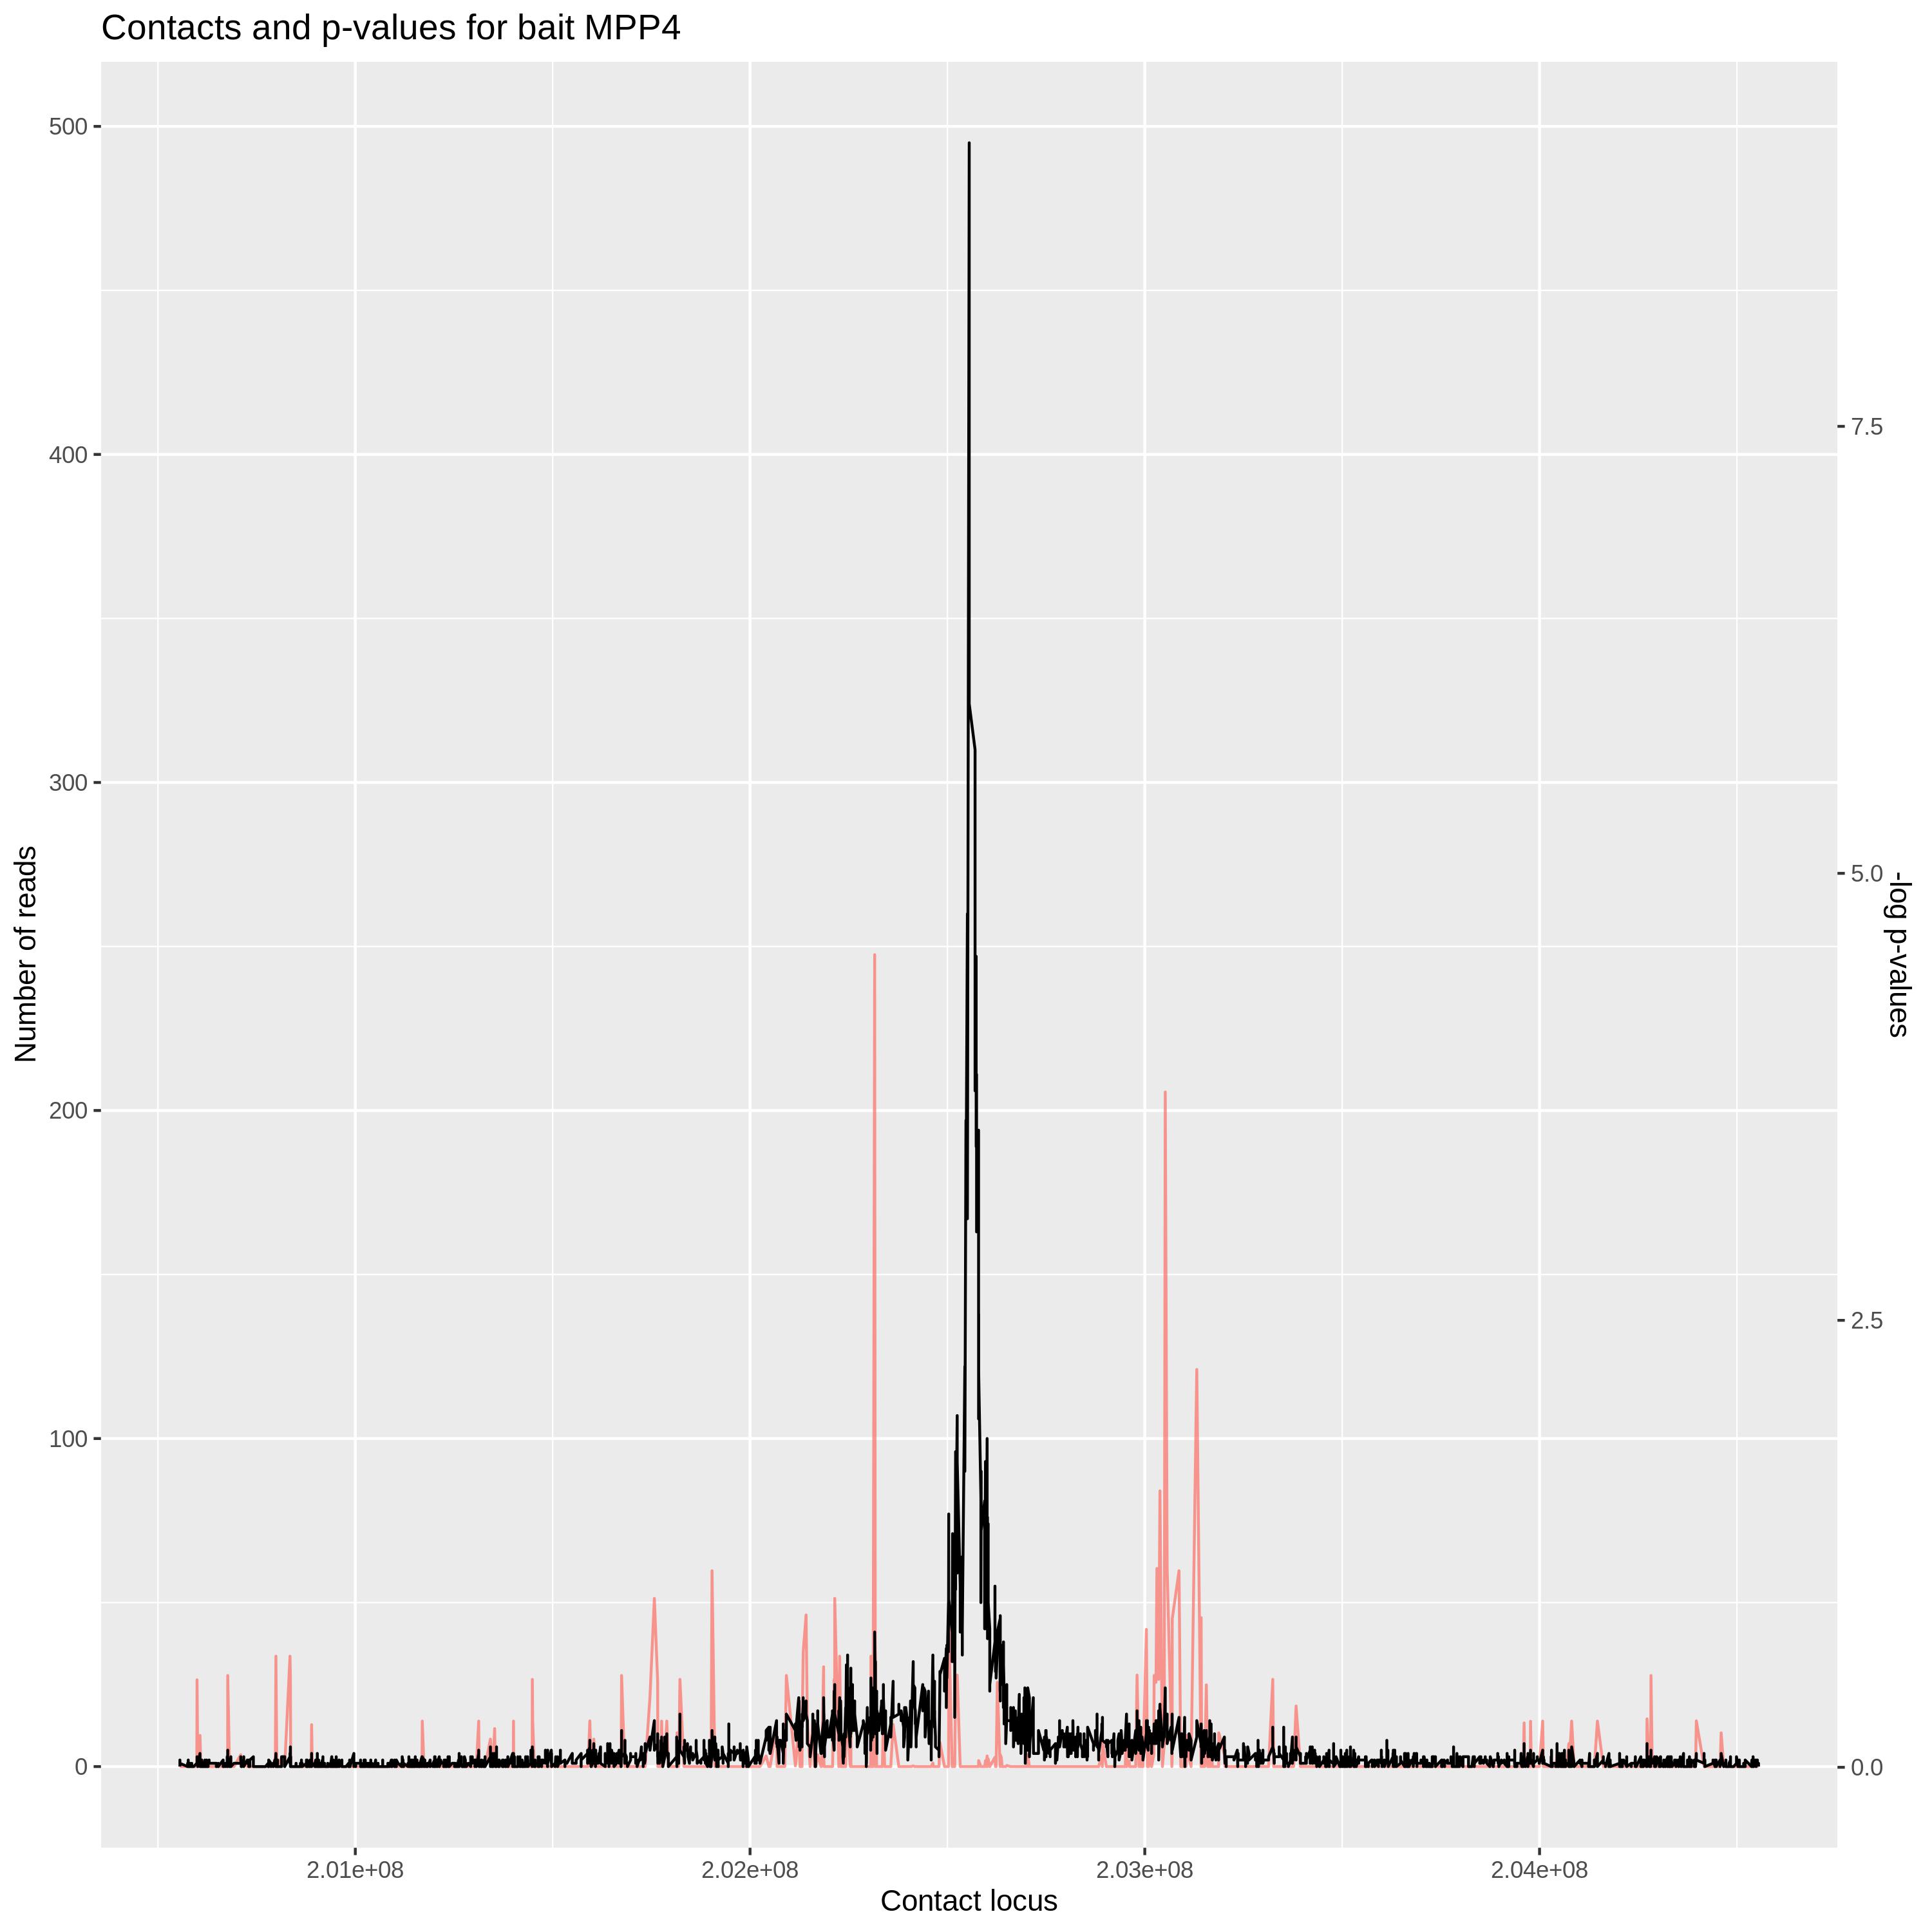 Contacts and p-values for bait MPP4
500
400
300
200
100
0
Number of reads
7.5
5.0
2.5
0.0
-log p-values
2.01e+08
2.02e+08
2.03e+08
2.04e+08
Contact locus